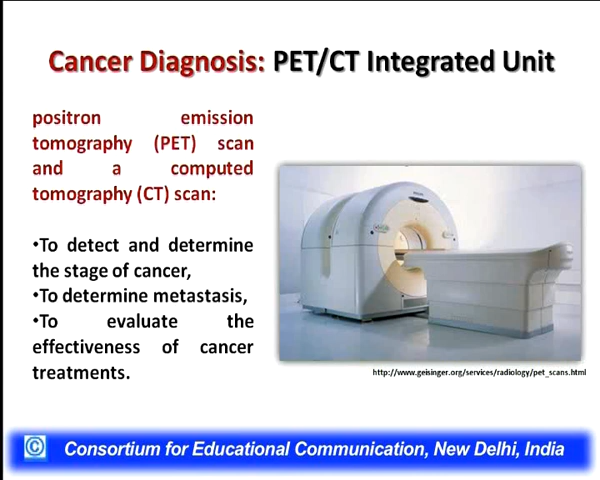 Cancer Diagnosis: PET/CT Integrated Unit
positron emission
tomography (PET) scan
and a computed
tomography (CT) scan:
•To detect and determine
the stage of cancer,
•To determine metastasis,
•To evaluate the
effectiveness of cancer
treatments.
http://www.geisinger.org/services/radiology/pet_scans.html
© Consortium for Educational Communication, New Delhi, India